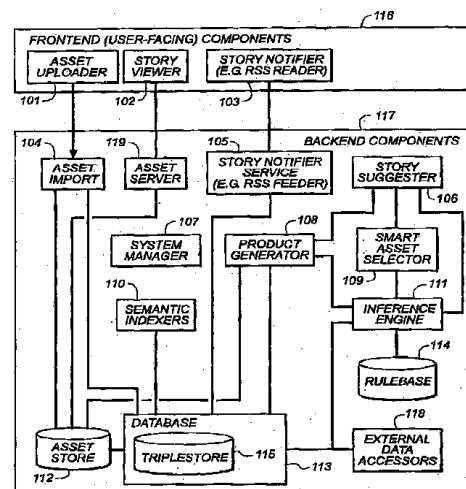 116
FRONTEND (USER-FACING) COMPONENTS
ASSET
UPLOADER
STORY
VIEWER
STORY NOTIFIER
(E.G. RSS READER)
101
102
103
117
BACKEND COMPONENTS
104
ASSET
IMPORT
119
ASSET
SERVER
105
STORY NOTIFIER
SERVICE
(E.G. RSS FEEDER)
STORY
SUGGESTER
106
107
SYSTEM
MANAGER
108
PRODUCT
GENERATOR
SMART
ASSET
SELECTOR
109
110
SEMANTIC
INDEXERS
111
INFERENCE
ENGINE
114
RULEBASE
DATABASE
TRIPLESTORE
115
113
ASSET
STORE
112
118
EXTERNAL
DATA
ACCESSORS